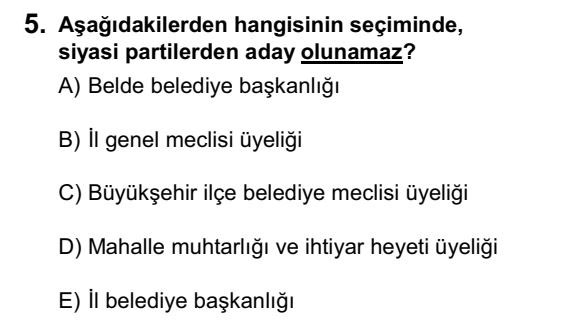 5. Aşağıdakilerden hangisinin seçiminde,
siyasi partilerden aday olunamaz?
A) Belde belediye başkanlığı
B) İl genel meclisi üyeliği
C) Büyükşehir ilçe belediye meclisi üyeliği
D) Mahalle muhtarlığı ve ihtiyar heyeti üyeliği
E) İl belediye başkanlığı